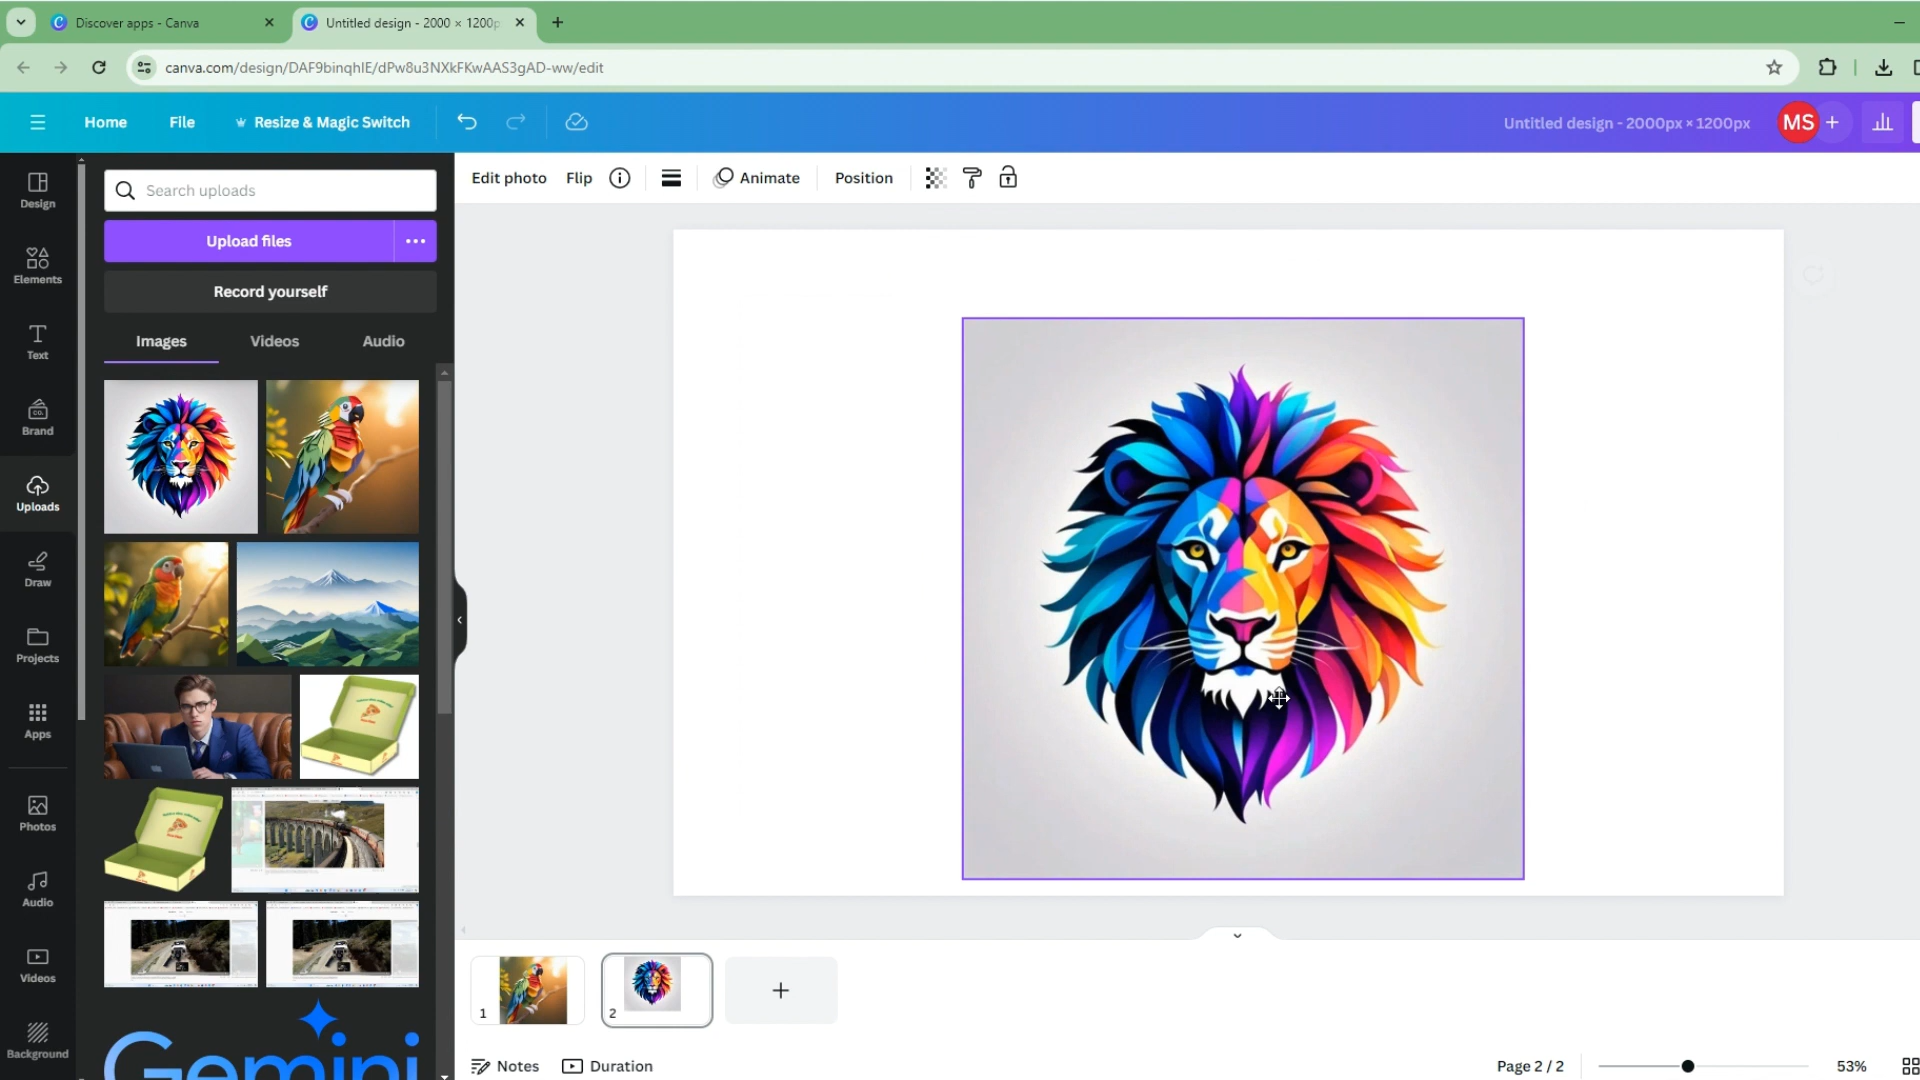 Discover apps - Canva
Untitled design - 2000 × 1200p
canva.com/design/DAF9binqhlE/dPw8u3NXkFKwAAS3gAD-ww/edit
Home
File
Resize & Magic Switch
Untitled design - 2000px × 1200px
MS
Design
Elements
Text
CO.
Brand
Uploads
Draw
Projects
Apps
Photos
Audio
Videos
Background
Search uploads
Upload files
Record yourself
Images
Videos
Audio
Gemini
Edit photo
Flip
Animate
Position
1
2
Notes
Duration
Page 2 / 2
53%